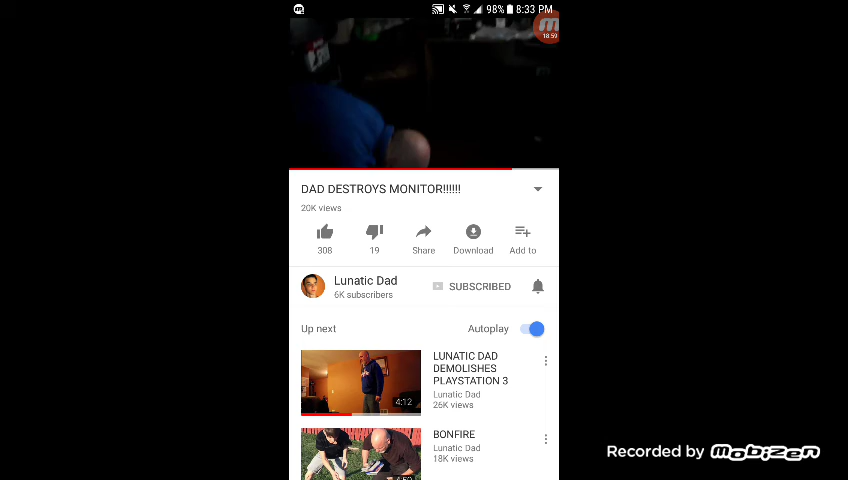 98% 8:33 PM
18:59
DAD DESTROYS MONITOR!!!!!!
20K views
308
19
Share
Download
Add to
Lunatic Dad
6K subscribers
SUBSCRIBED
Up next
Autoplay
LUNATIC DAD
DEMOLISHES
PLAYSTATION 3
Lunatic Dad
26K views
4:12
BONFIRE
Lunatic Dad
18K views
Recorded by mobizen